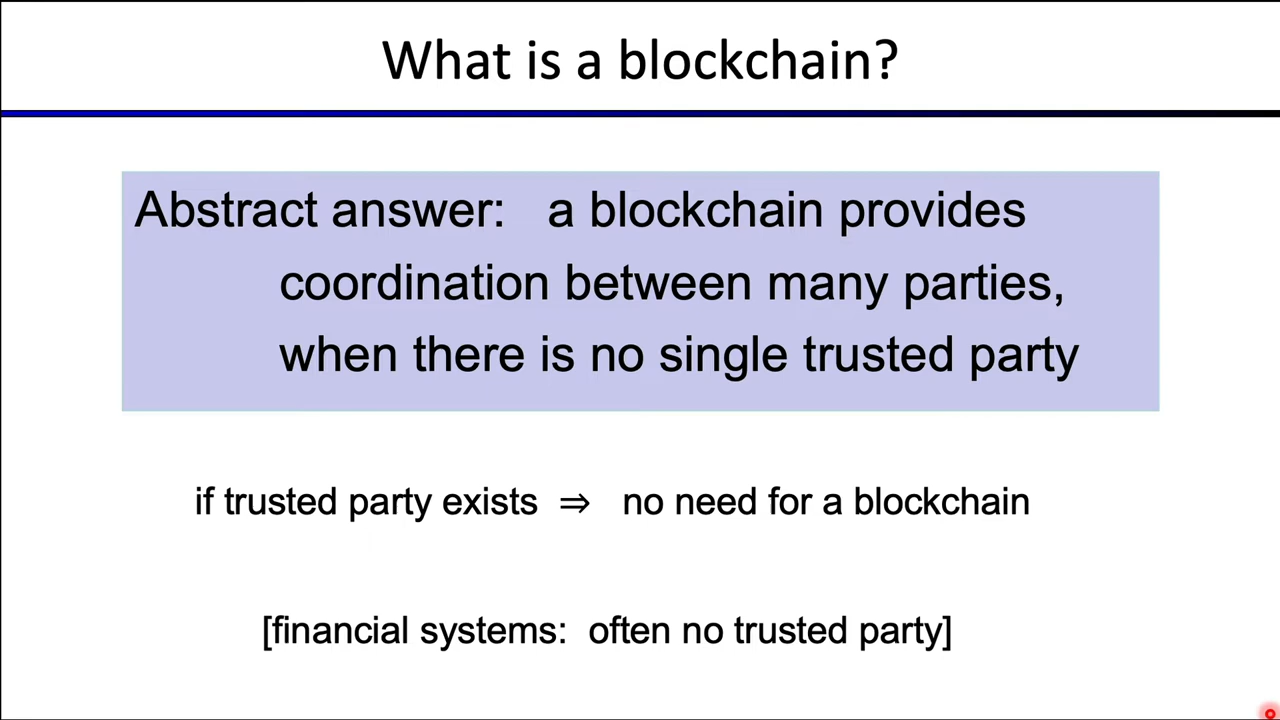 What is a blockchain?
Abstract answer: a blockchain provides
coordination between many parties,
when there is no single trusted party
if trusted party exists ⇒ no need for a blockchain
[financial systems: often no trusted party]